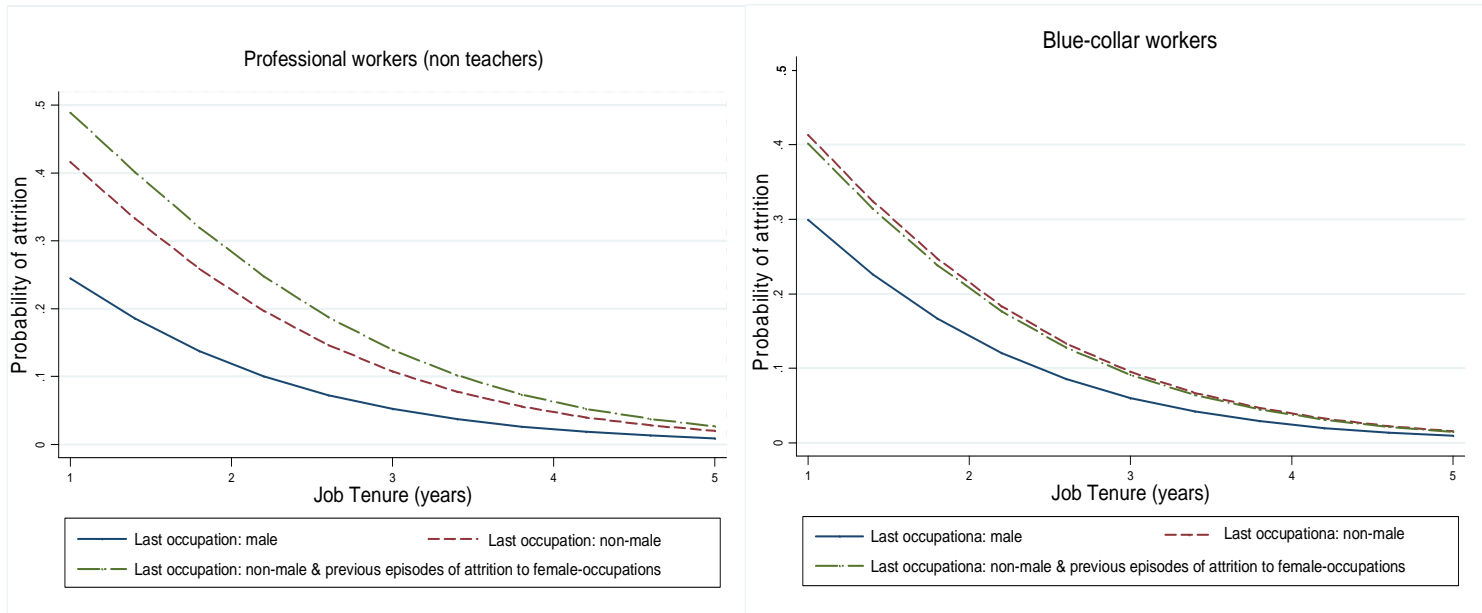 Professional workers (non teachers)
Probability of attrition
.5
.4
.3
.2
.1
0
1 2 3 4 5
Job Tenure (years)
Last occupation: male
Last occupation: non-male
Last occupation: non-male & previous episodes of attrition to female-occupations
Blue-collar workers
Probability of attrition
.5
.4
.3
.2
.1
0
1 2 3 4 5
Job Tenure (years)
Last occupationa: male
Last occupationa: non-male
Last occupationa: non-male & previous episodes of attrition to female-occupations